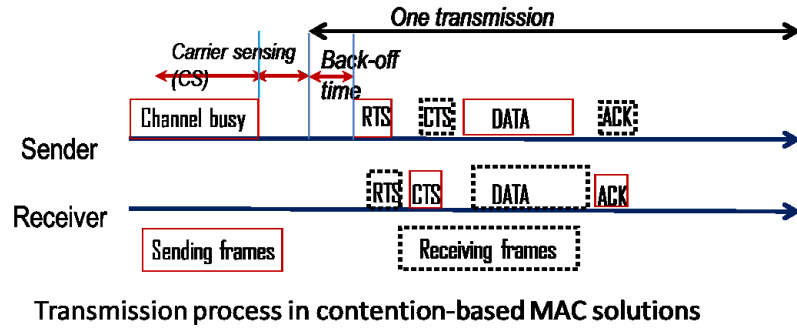 One transmission
Carrier sensing
(CS)
Back-off
time
Channel busy
RTS
CTS
DATA
ACK
Sender
RTS
CTS
DATA
ACK
Receiver
Sending frames
Receiving frames
Transmission process in contention-based MAC solutions